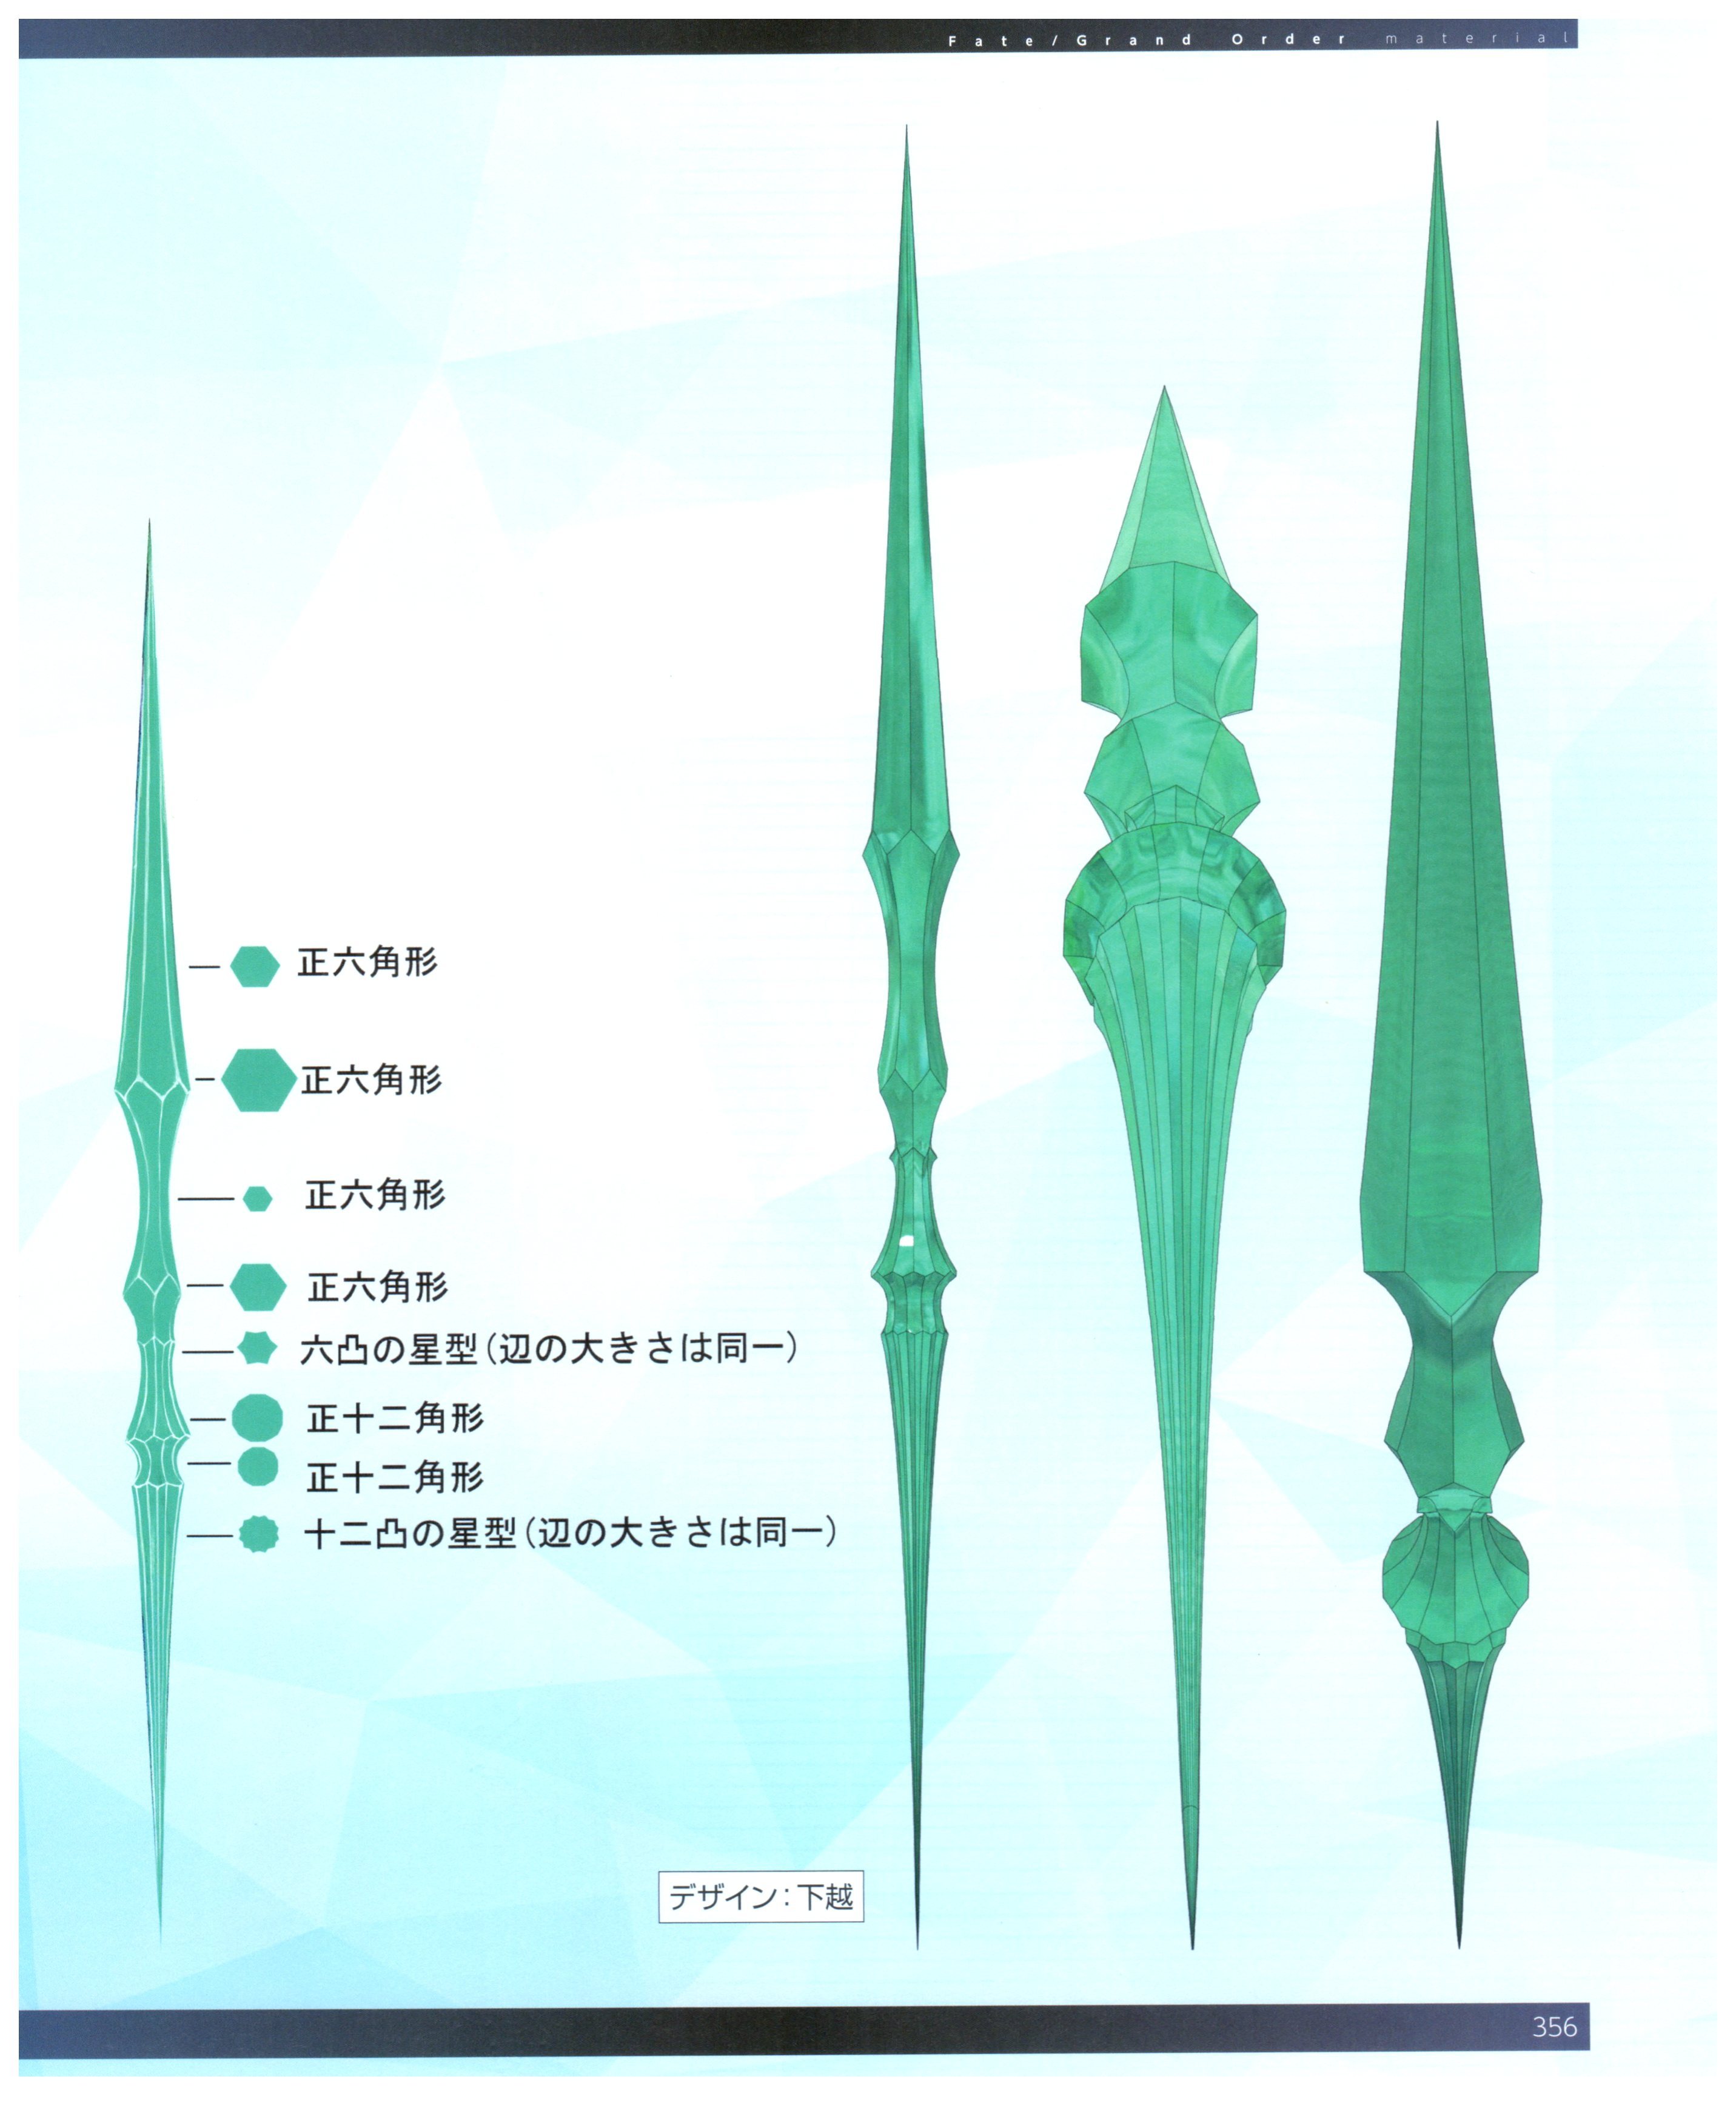 Fate/Grand Order material
正六角形
正六角形
正六角形
正六角形
六凸の星型（辺の大きさは同一）
正十二角形
正十二角形
十二凸の星型（辺の大きさは同一）
デザイン：下越
356